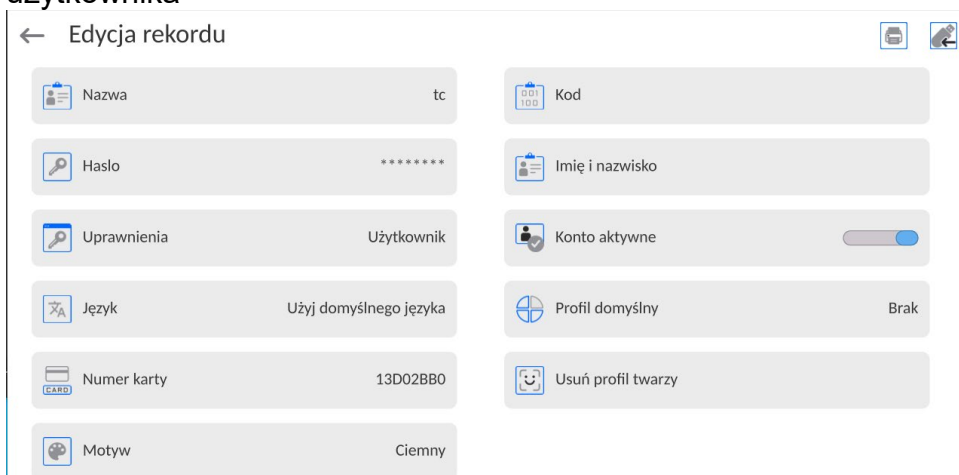 użytkownika
Edycja rekordu
Nazwa tc
Kod
Haslo ********
Imię i nazwisko
Uprawnienia Użytkownik
Konto aktywne
Język Użyj domyślnego języka
Profil domyślny Brak
CARD Numer karty 13D02BB0
Usuń profil twarzy
Motyw Ciemny